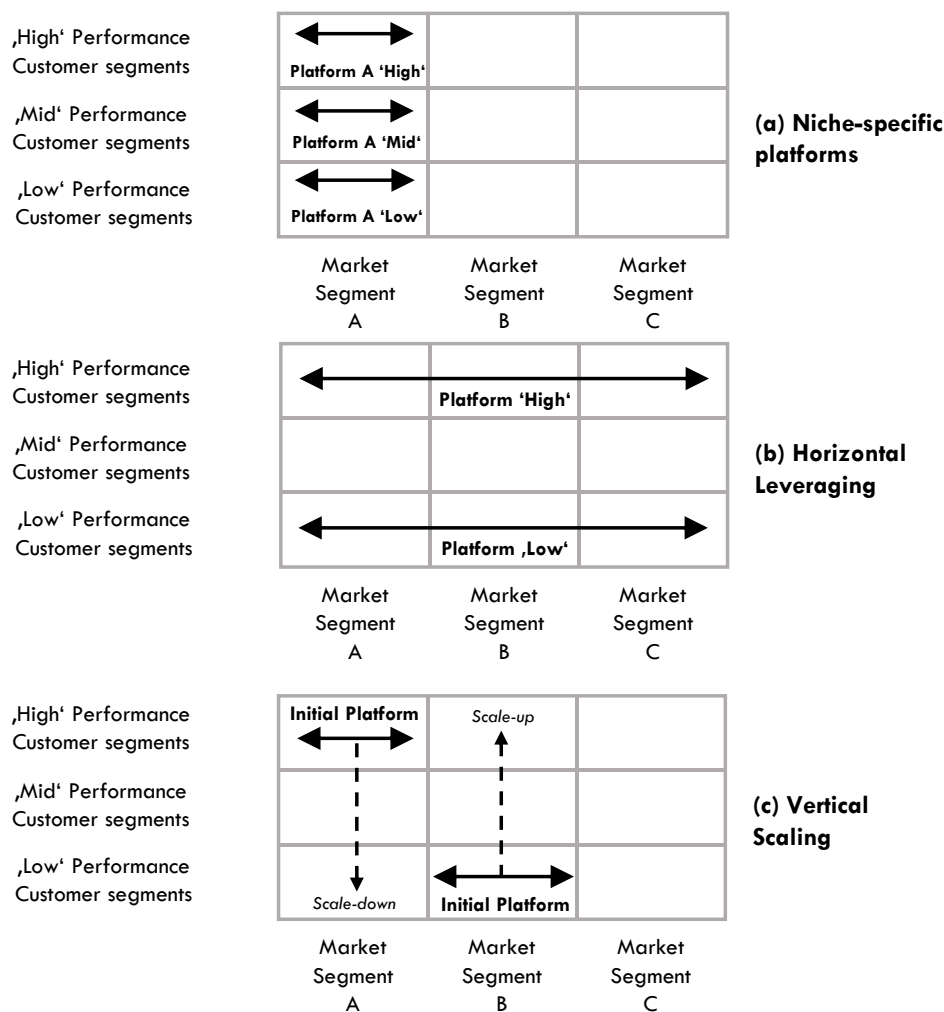 ‚High‘ Performance
Customer segments
Platform A ‘High‘
‚Mid‘ Performance
Customer segments
Platform A ‘Mid‘
‚Low‘ Performance
Customer segments
Platform A ‘Low‘
(a) Niche-specific
platforms
Market
Segment
A
Market
Segment
B
Market
Segment
C
‚High‘ Performance
Customer segments
Platform ‘High‘
‚Mid‘ Performance
Customer segments
‚Low‘ Performance
Customer segments
Platform ‚Low‘
(b) Horizontal
Leveraging
Market
Segment
A
Market
Segment
B
Market
Segment
C
‚High‘ Performance
Customer segments
Initial Platform
Scale-up
‚Mid‘ Performance
Customer segments
‚Low‘ Performance
Customer segments
Scale-down
Initial Platform
(c) Vertical
Scaling
Market
Segment
A
Market
Segment
B
Market
Segment
C